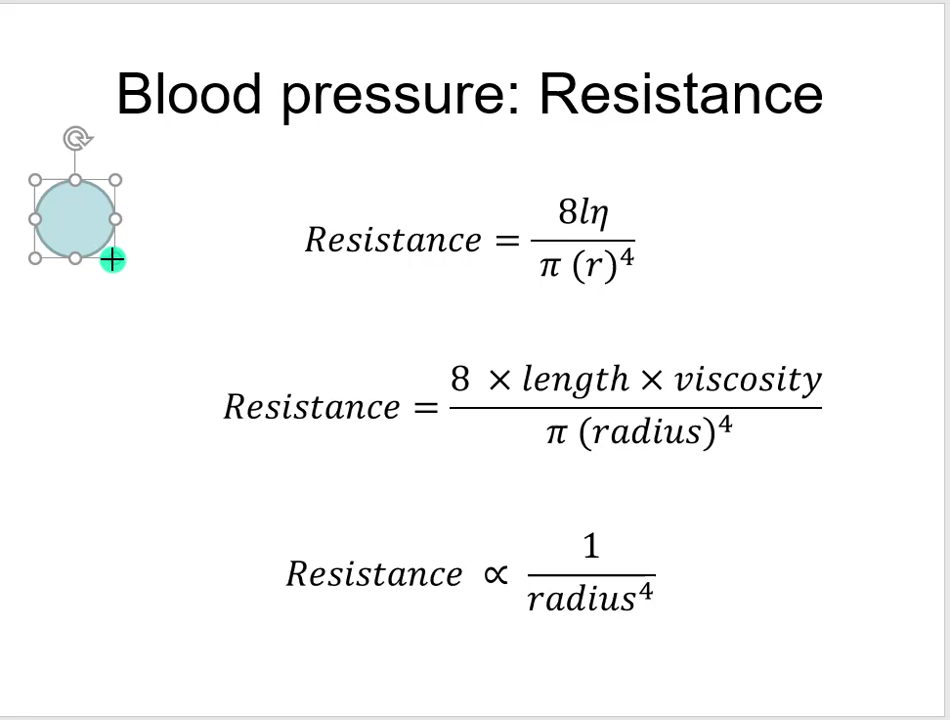 Blood pressure: Resistance
Resistance = 8lη / π (r)⁴
Resistance = 8 × length × viscosity / π (radius)⁴
Resistance ∝ 1 / radius⁴